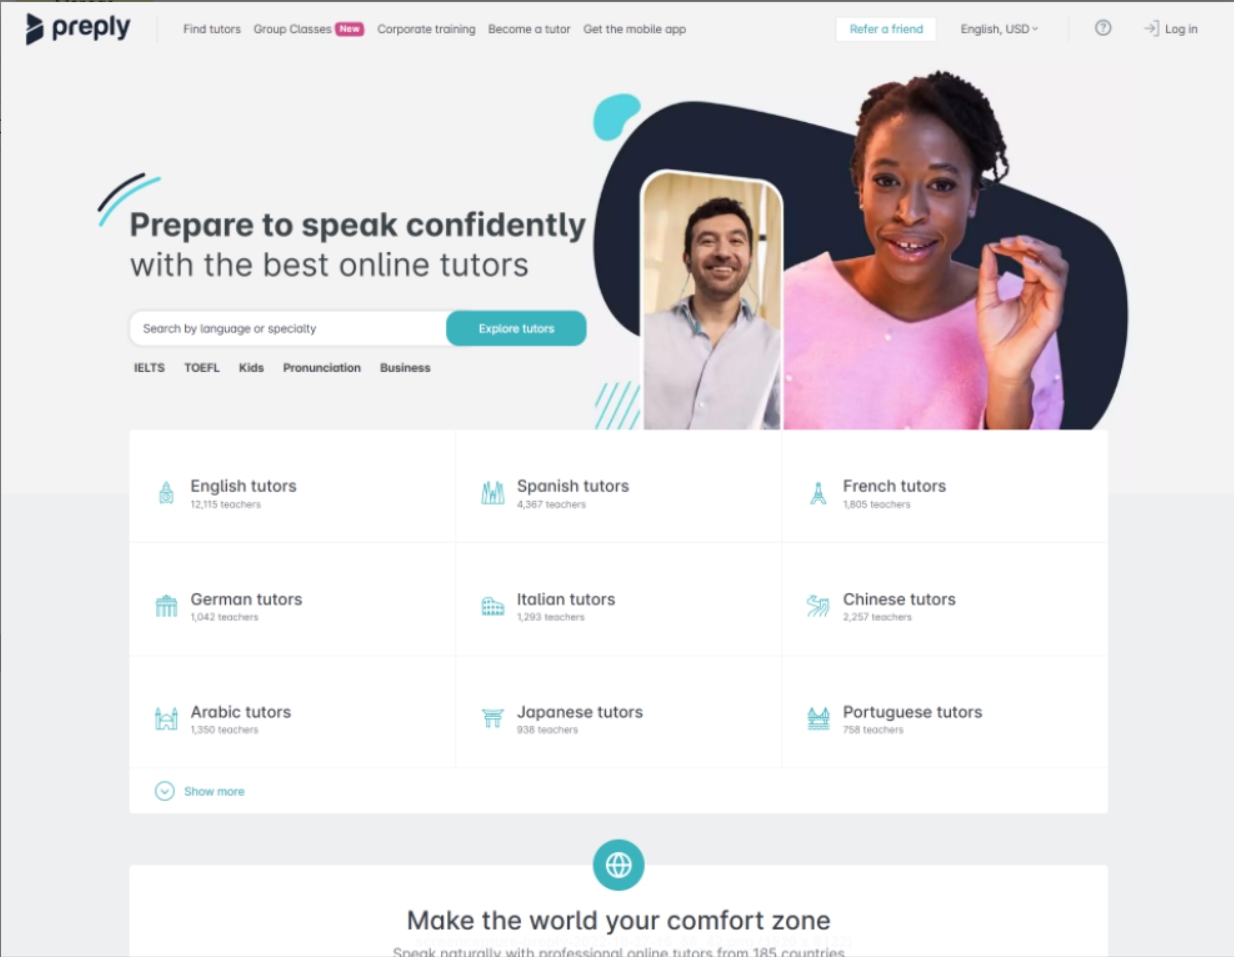 preply
Find tutors Group Classes New Corporate training Become a tutor Get the mobile app Refer a friend English, USD Log in
Prepare to speak confidently
with the best online tutors
Search by language or specialty Explore tutors
IELTS TOEFL Kids Pronunciation Business
English tutors
12,115 teachers
Spanish tutors
4,367 teachers
French tutors
1,805 teachers
German tutors
1,042 teachers
Italian tutors
1,293 teachers
Chinese tutors
2,257 teachers
Arabic tutors
1,350 teachers
Japanese tutors
938 teachers
Portuguese tutors
758 teachers
Show more
Make the world your comfort zone
Speak naturally with professional online tutors from 185 countries